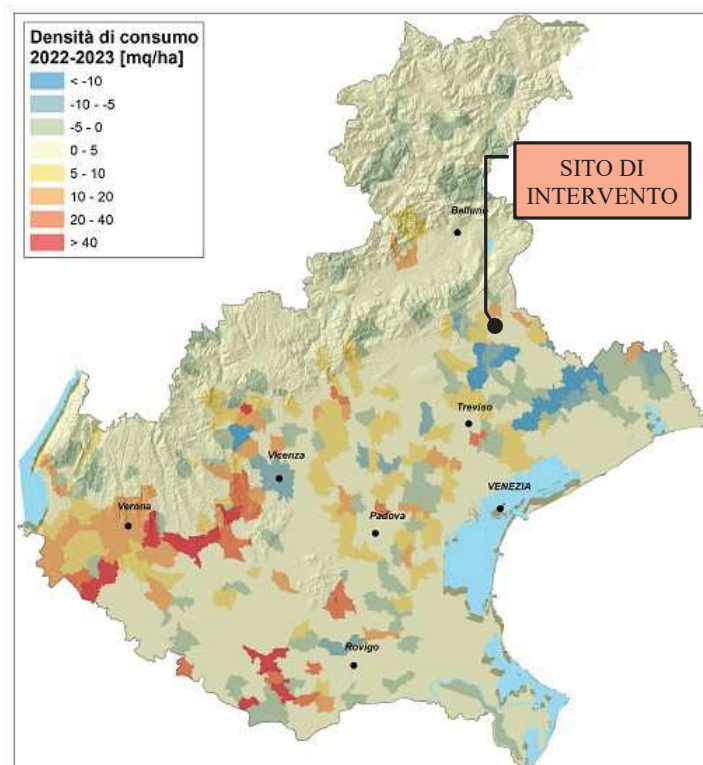 Densità di consumo
2022-2023 [mq/ha]
< -10
-10 - -5
-5 - 0
0 - 5
5 - 10
10 - 20
20 - 40
> 40
SITO DI
INTERVENTO
Belluno
Treviso
Vicenza
VENEZIA
Verona
Padova
Rovigo